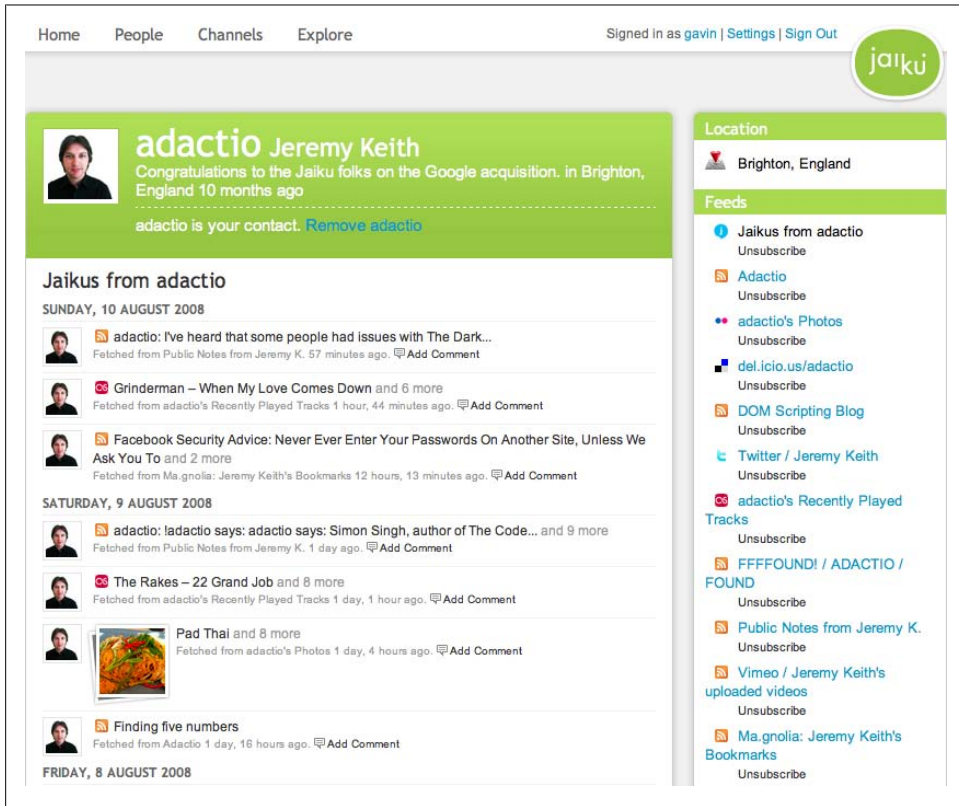 Home People Channels Explore
Signed in as gavin | Settings | Sign Out
jaiku
adactio Jeremy Keith
Congratulations to the Jaiku folks on the Google acquisition. in Brighton,
England 10 months ago
adactio is your contact. Remove adactio
Jaikus from adactio
SUNDAY, 10 AUGUST 2008
adactio: I've heard that some people had issues with The Dark...
Fetched from Public Notes from Jeremy K. 57 minutes ago. Add Comment
Grinderman – When My Love Comes Down and 6 more
Fetched from adactio's Recently Played Tracks 1 hour, 44 minutes ago. Add Comment
Facebook Security Advice: Never Ever Enter Your Passwords On Another Site, Unless We
Ask You To and 2 more
Fetched from Ma.gnolia: Jeremy Keith's Bookmarks 12 hours, 13 minutes ago. Add Comment
SATURDAY, 9 AUGUST 2008
adactio: !adactio says: adactio says: Simon Singh, author of The Code... and 9 more
Fetched from Public Notes from Jeremy K. 1 day ago. Add Comment
The Rakes – 22 Grand Job and 8 more
Fetched from adactio's Recently Played Tracks 1 day, 1 hour ago. Add Comment
Pad Thai and 8 more
Fetched from adactio's Photos 1 day, 4 hours ago. Add Comment
Finding five numbers
Fetched from Adactio 1 day, 16 hours ago. Add Comment
FRIDAY, 8 AUGUST 2008
Location
Brighton, England
Feeds
Jaikus from adactio
Unsubscribe
Adactio
Unsubscribe
adactio's Photos
Unsubscribe
del.icio.us/adactio
Unsubscribe
DOM Scripting Blog
Unsubscribe
Twitter / Jeremy Keith
Unsubscribe
adactio's Recently Played
Tracks
Unsubscribe
FFFFOUND! / ADACTIO /
FOUND
Unsubscribe
Public Notes from Jeremy K.
Unsubscribe
Vimeo / Jeremy Keith's
uploaded videos
Unsubscribe
Ma.gnolia: Jeremy Keith's
Bookmarks
Unsubscribe